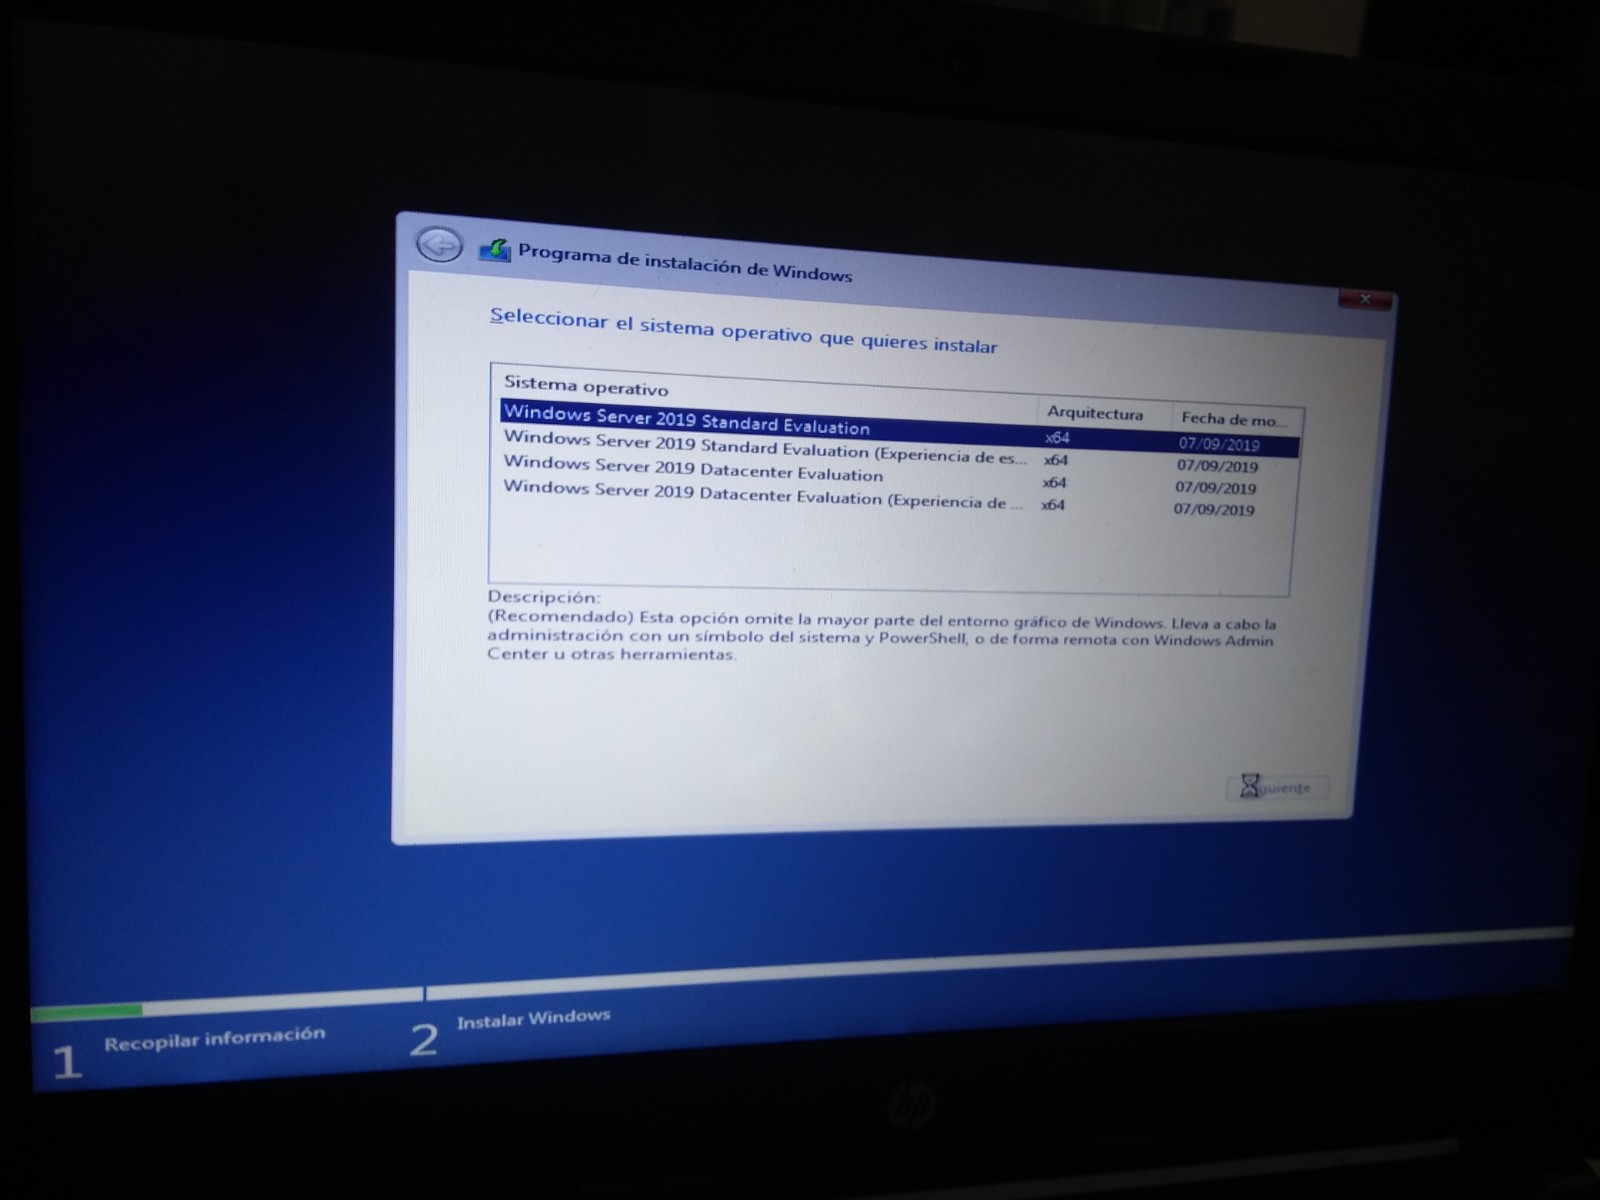 Programa de instalación de Windows
Seleccionar el sistema operativo que quieres instalar
Sistema operativo Arquitectura Fecha de mo...
Windows Server 2019 Standard Evaluation x64 07/09/2019
Windows Server 2019 Standard Evaluation (Experiencia de es... x64 07/09/2019
Windows Server 2019 Datacenter Evaluation x64 07/09/2019
Windows Server 2019 Datacenter Evaluation (Experiencia de ... x64 07/09/2019
Descripción:
(Recomendado) Esta opción omite la mayor parte del entorno gráfico de Windows. Lleva a cabo la
administración con un símbolo del sistema y PowerShell, o de forma remota con Windows Admin
Center u otras herramientas.
guiente
1 Recopilar información 2 Instalar Windows
hp